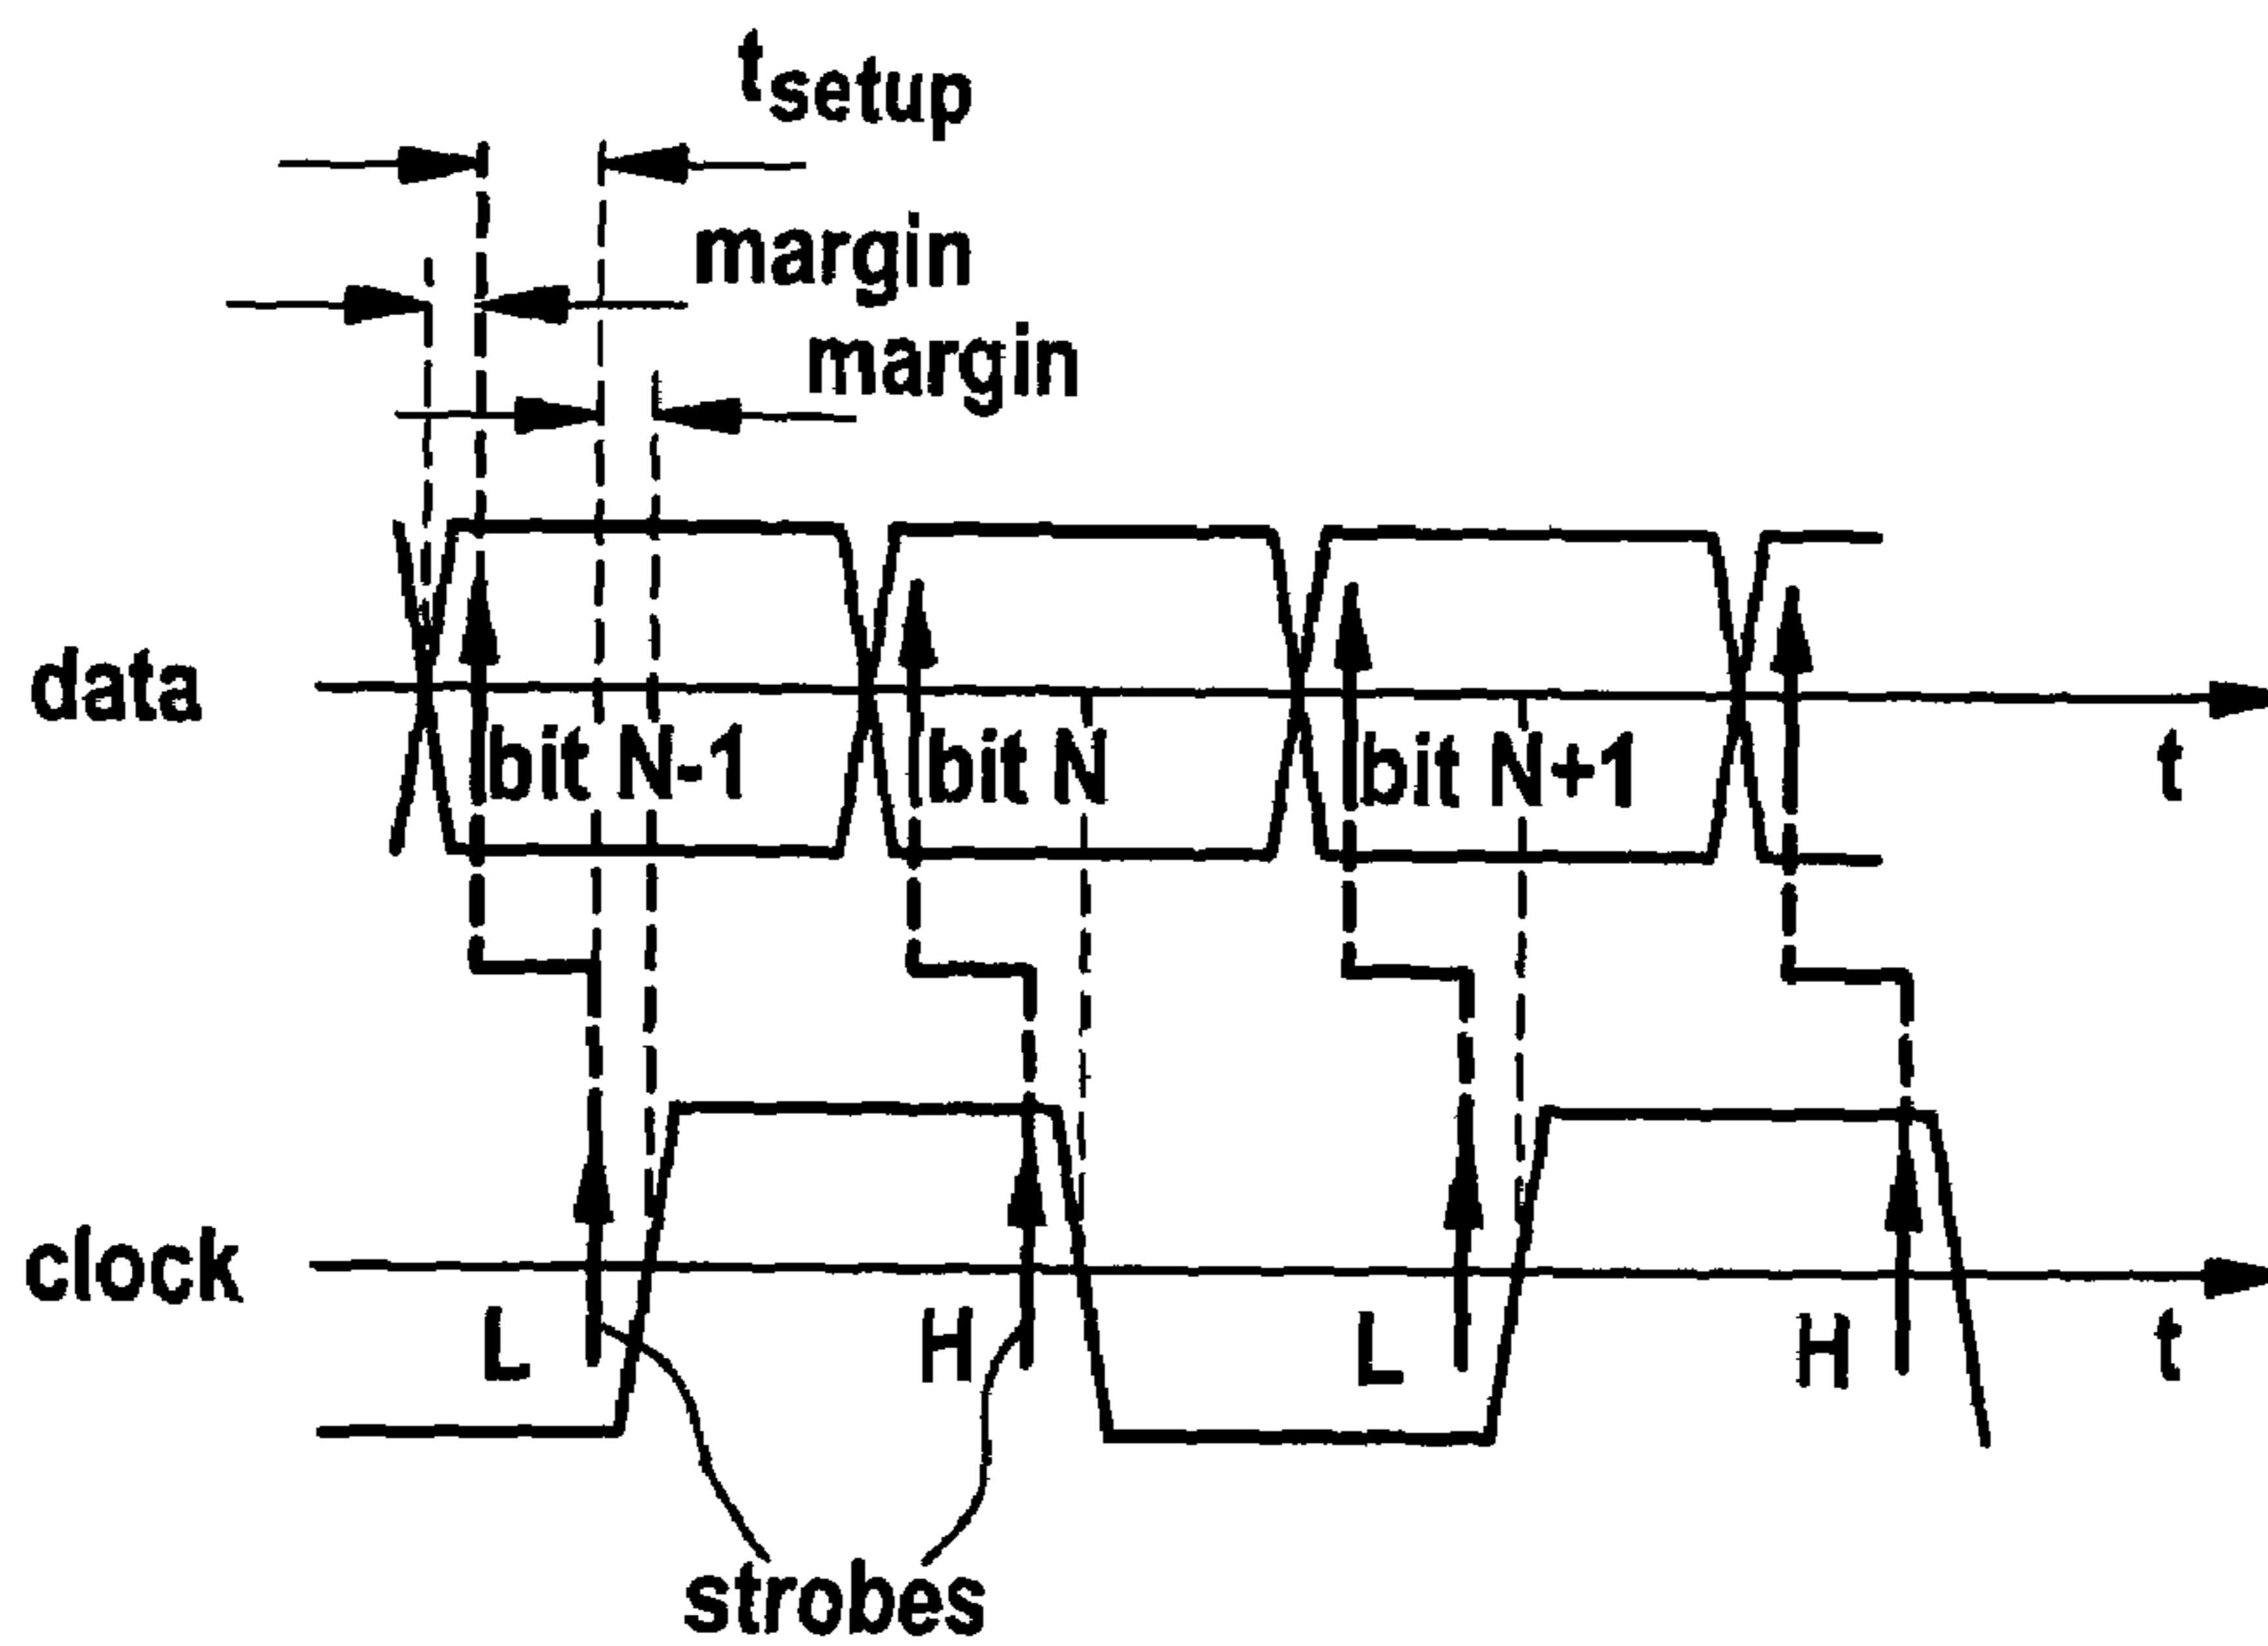 tsetup
margin
margin
data
bit N-1 bit N bit N+1 t
clock
L H L H t
strobes